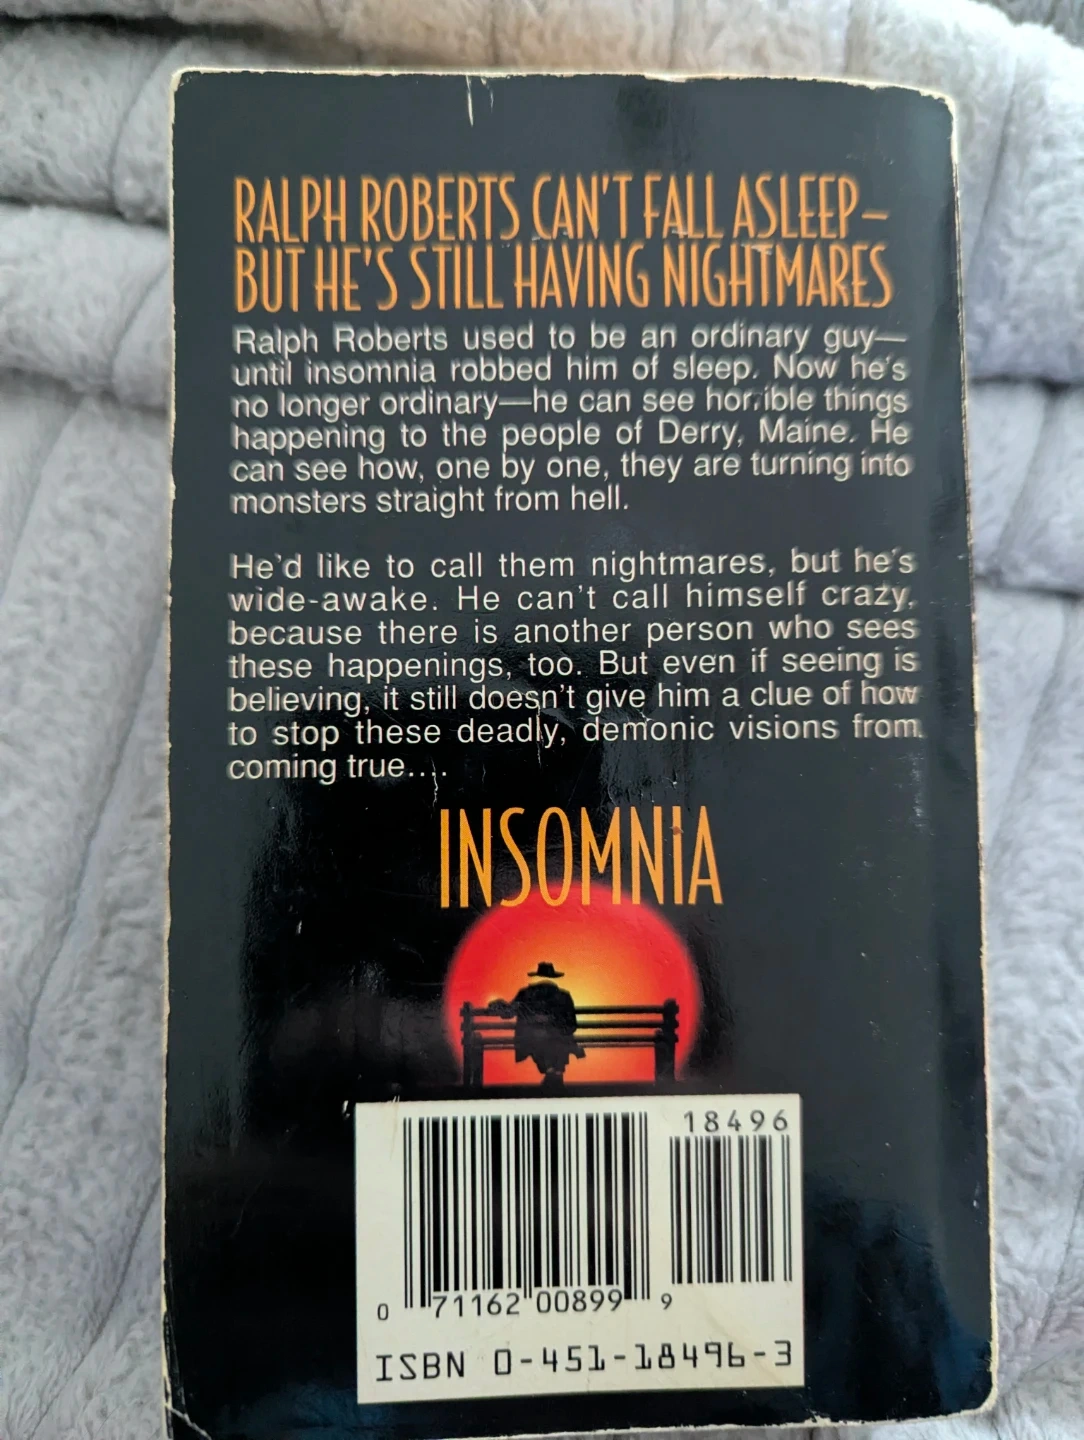 RALPH ROBERTS CAN'T FALL ASLEEP–
BUT HE'S STILL HAVING NIGHTMARES
Ralph Roberts used to be an ordinary guy—
until insomnia robbed him of sleep. Now he's
no longer ordinary—he can see horrible things
happening to the people of Derry, Maine. He
can see how, one by one, they are turning into
monsters straight from hell.
He'd like to call them nightmares, but he's
wide-awake. He can't call himself crazy,
because there is another person who sees
these happenings, too. But even if seeing is
believing, it still doesn't give him a clue of how
to stop these deadly, demonic visions from
coming true....
INSOMNIA
18496
0 71162 00899 9
ISBN 0-451-18496-3